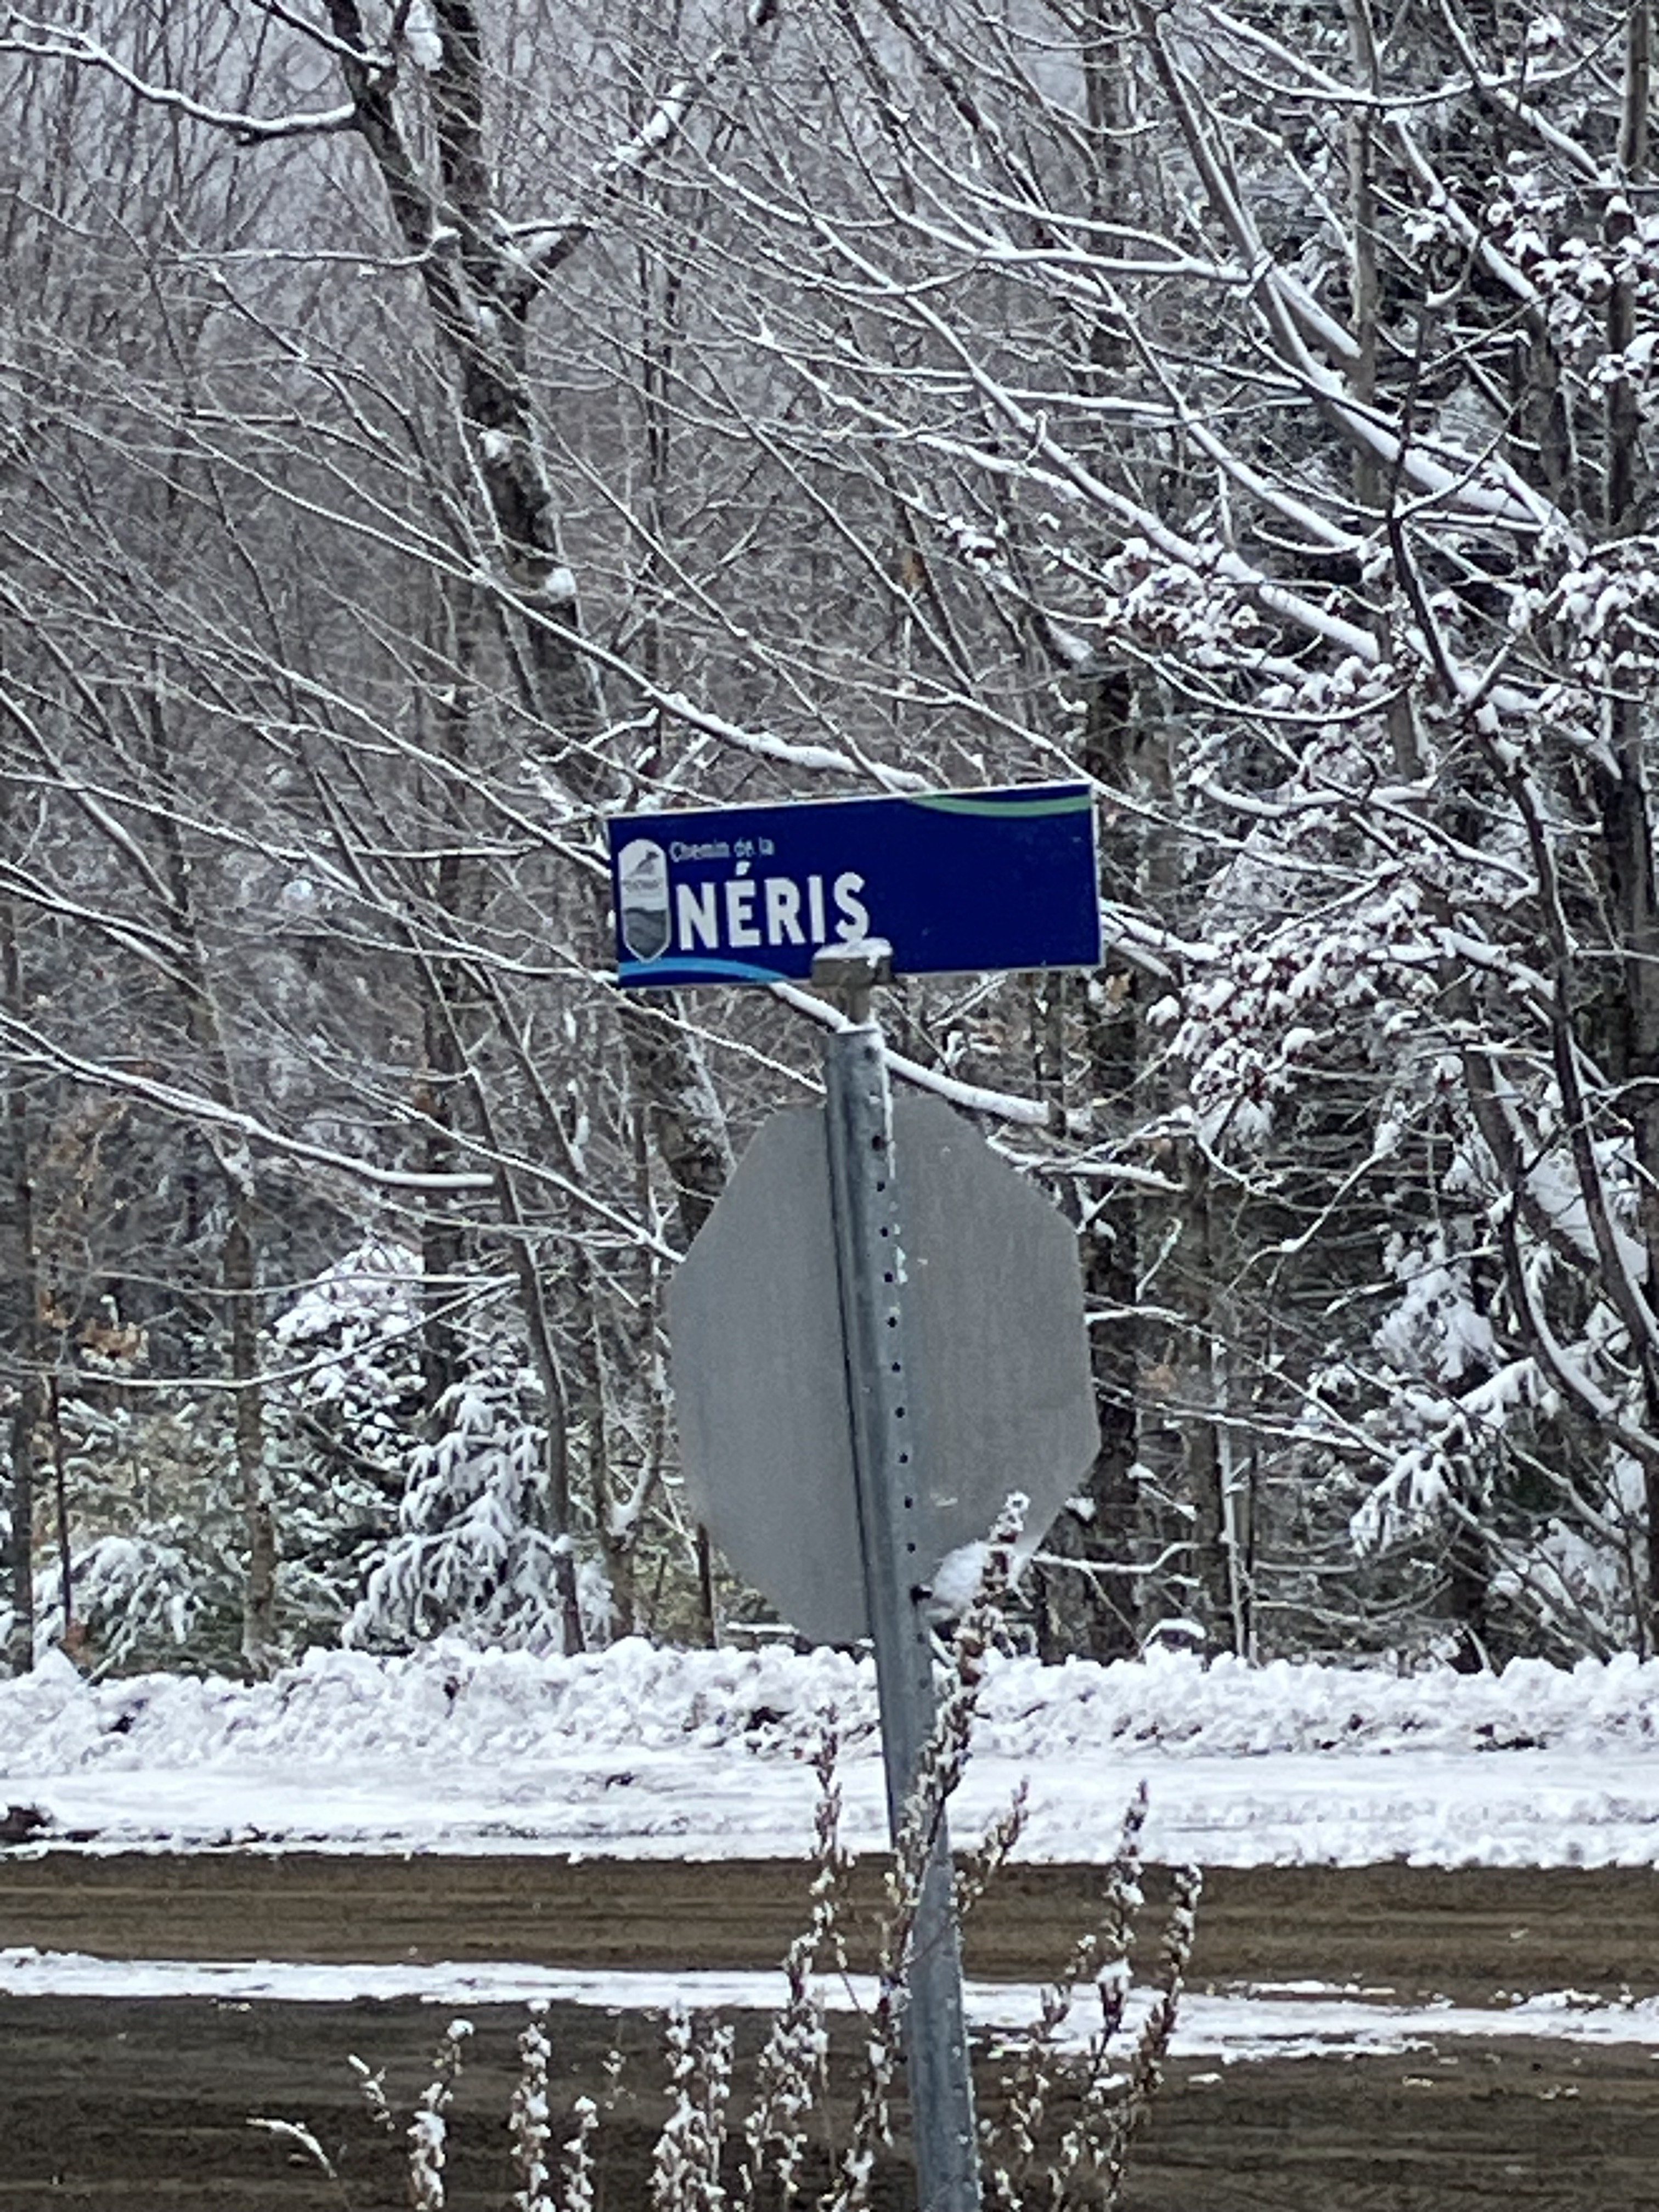 Chemin de la
NÉRIS